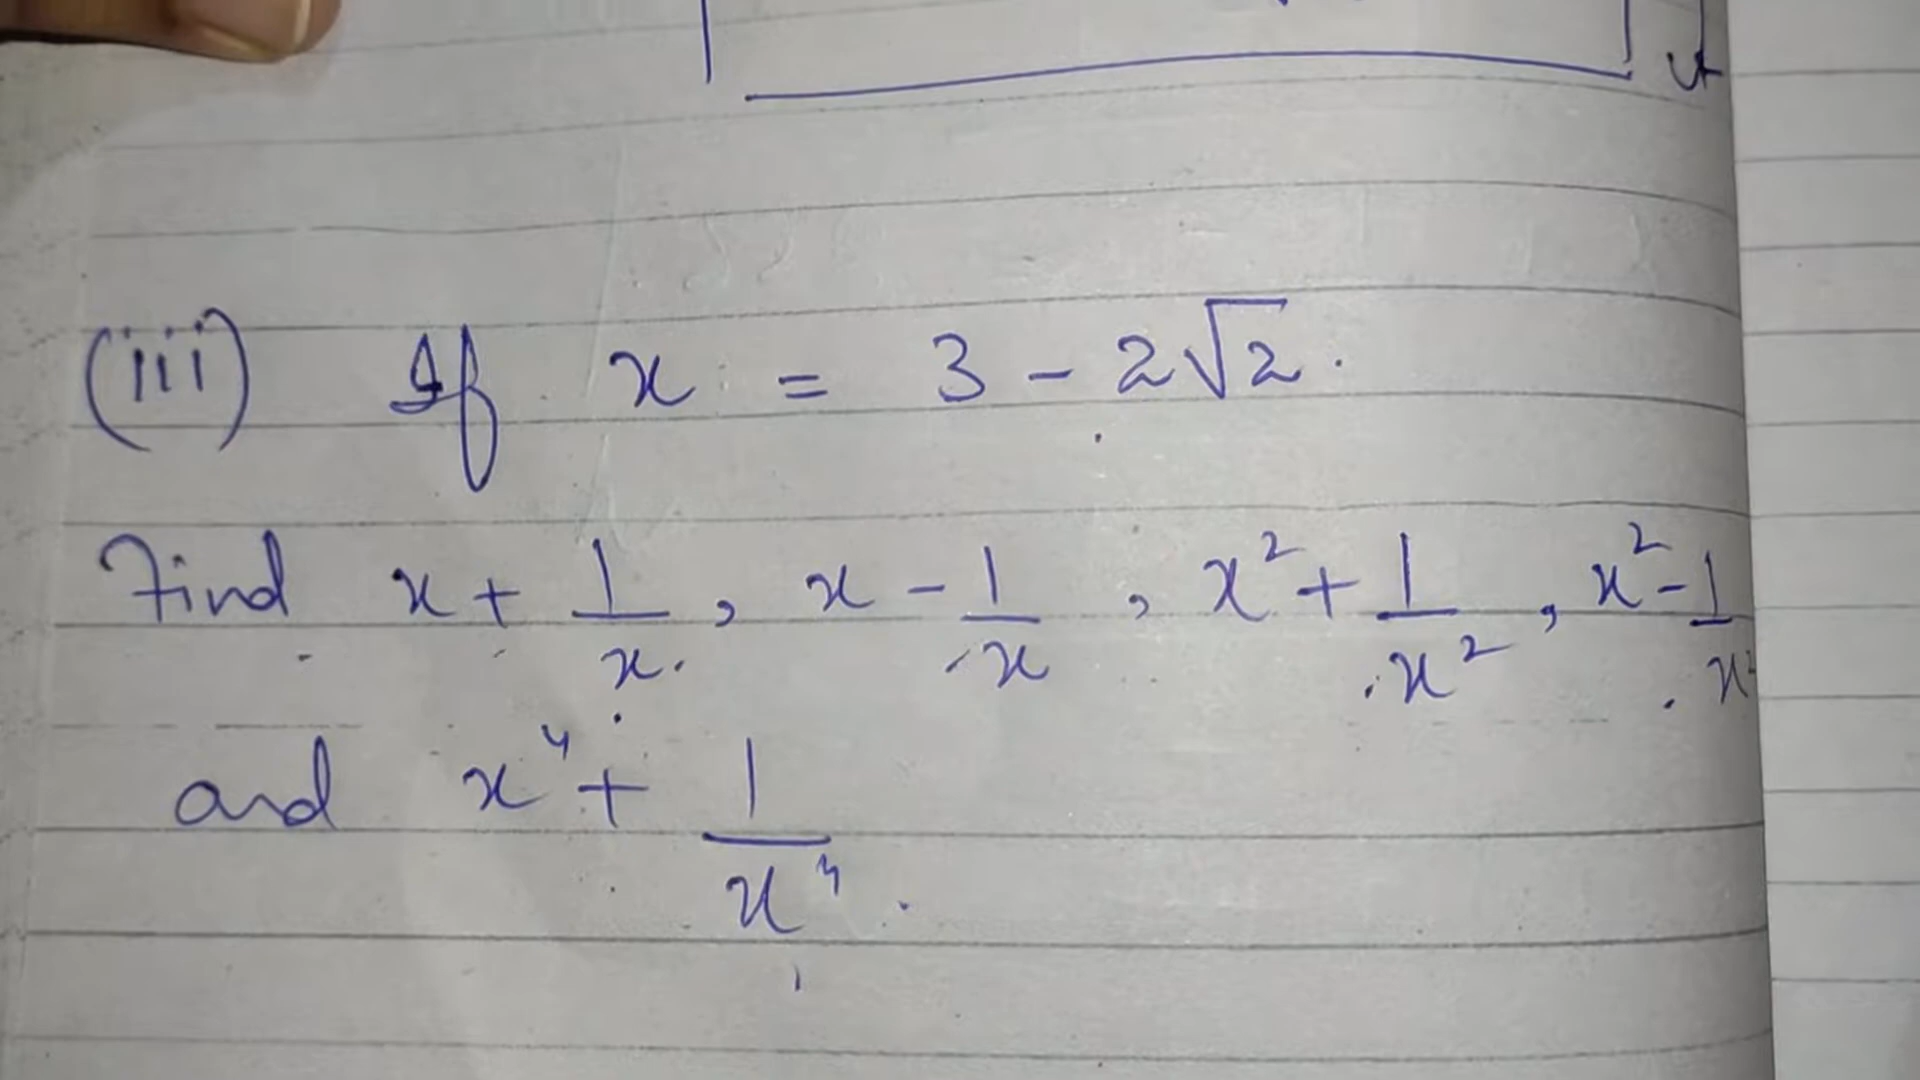 (iii) If x = 3 - 2√2.
Find x + 1/x, x - 1/x, x² + 1/x², x² - 1/x²
and x⁴ + 1/x⁴.